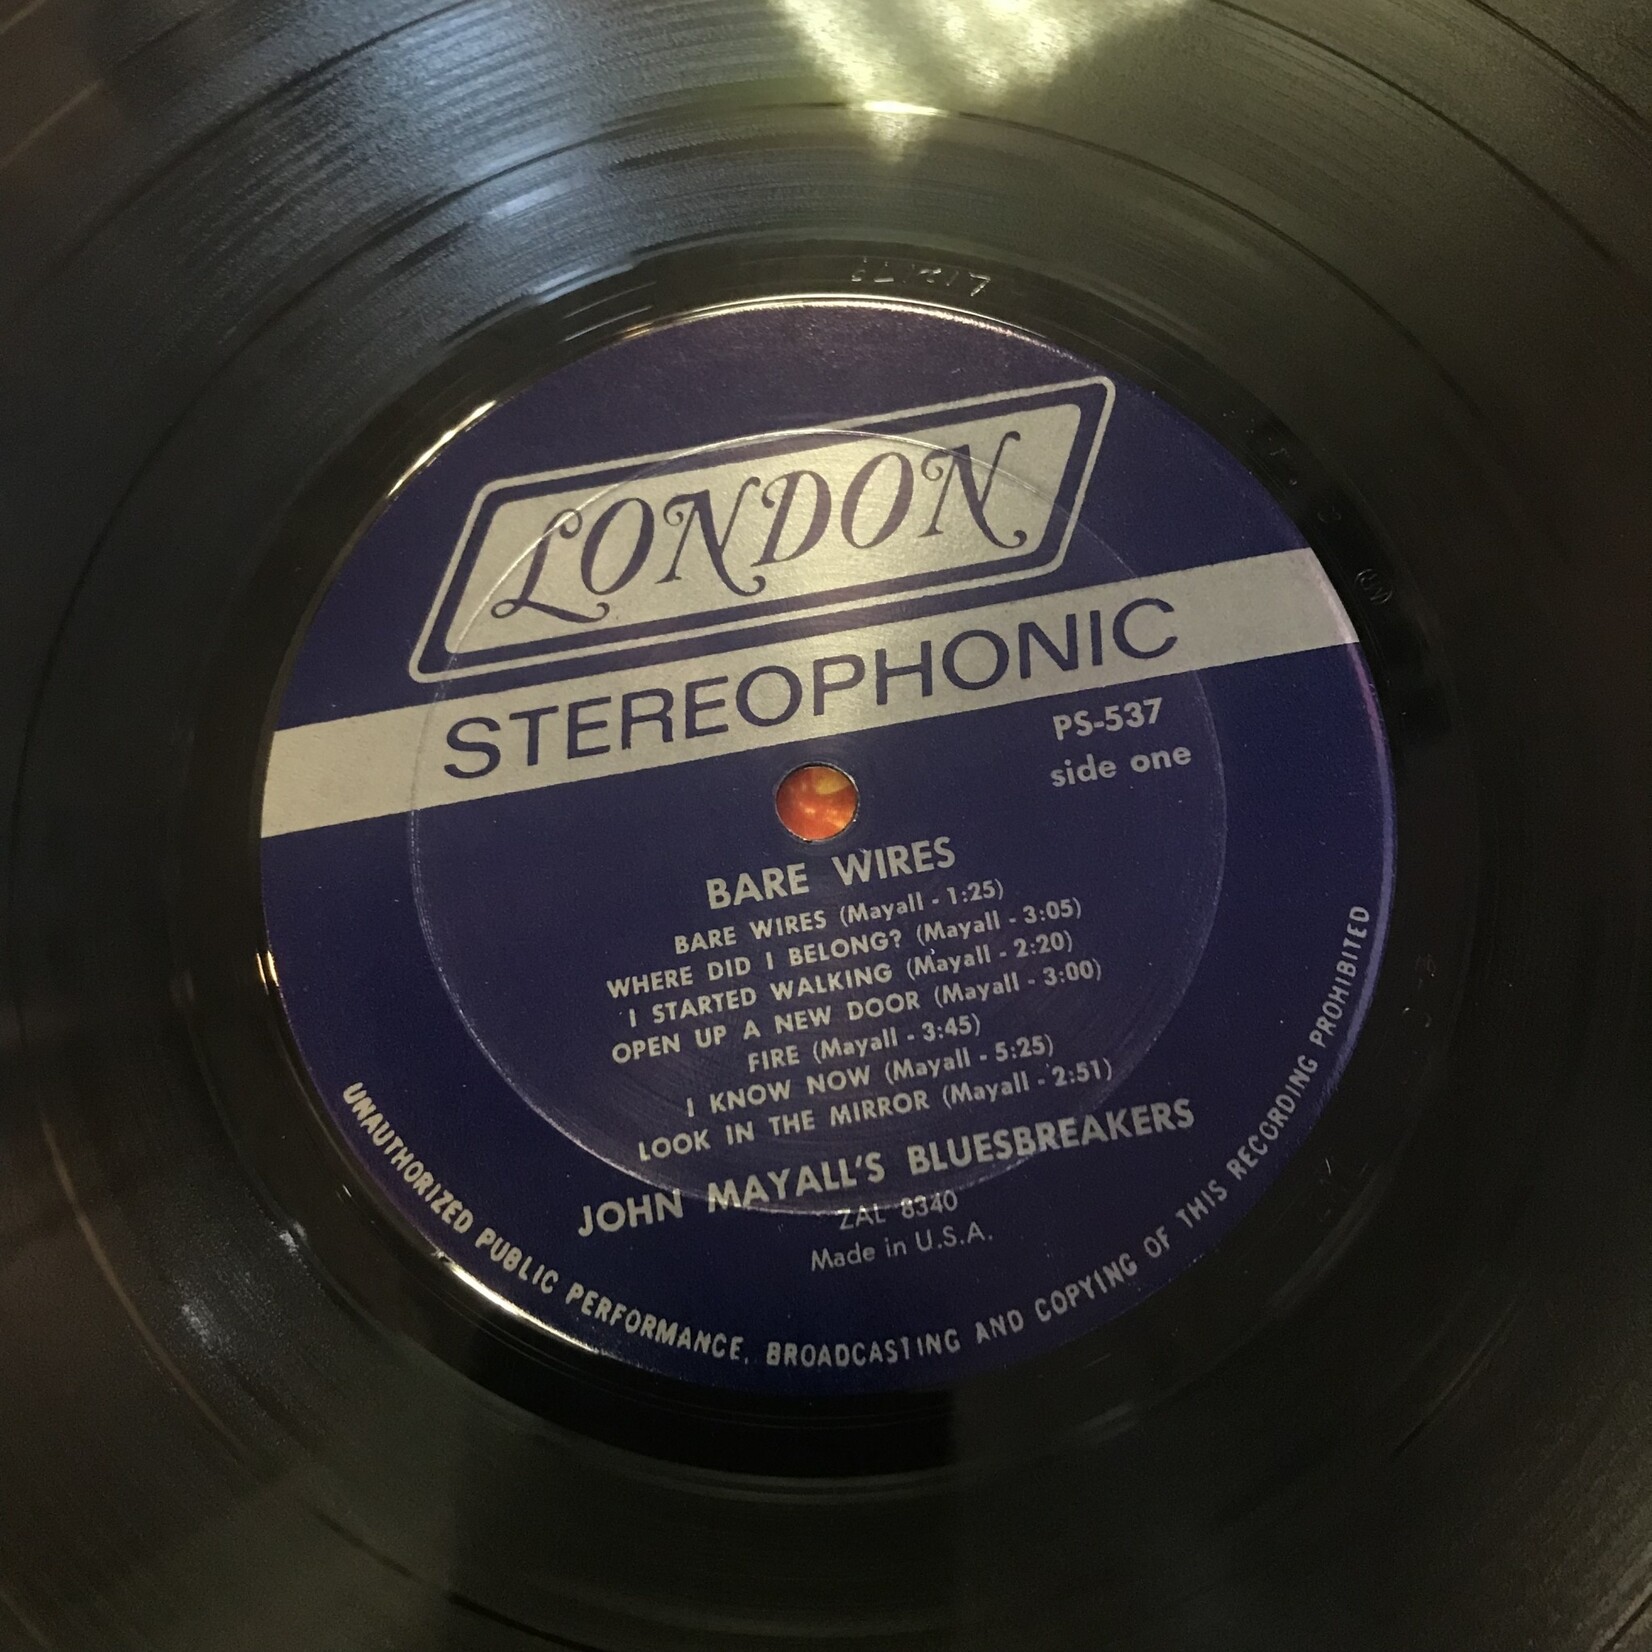 LONDON
STEREOPHONIC
PS-537
side one
BARE WIRES
BARE WIRES (Mayall - 1:25)
WHERE DID I BELONG? (Mayall - 3:05)
I STARTED WALKING (Mayall - 2:20)
OPEN UP A NEW DOOR (Mayall - 3:00)
FIRE (Mayall - 3:45)
I KNOW NOW (Mayall - 5:25)
LOOK IN THE MIRROR (Mayall - 2:51)
JOHN MAYALL'S BLUESBREAKERS
ZAL 8340
Made in U.S.A.
UNAUTHORIZED PUBLIC PERFORMANCE, BROADCASTING AND COPYING OF THIS RECORDING PROHIBITED